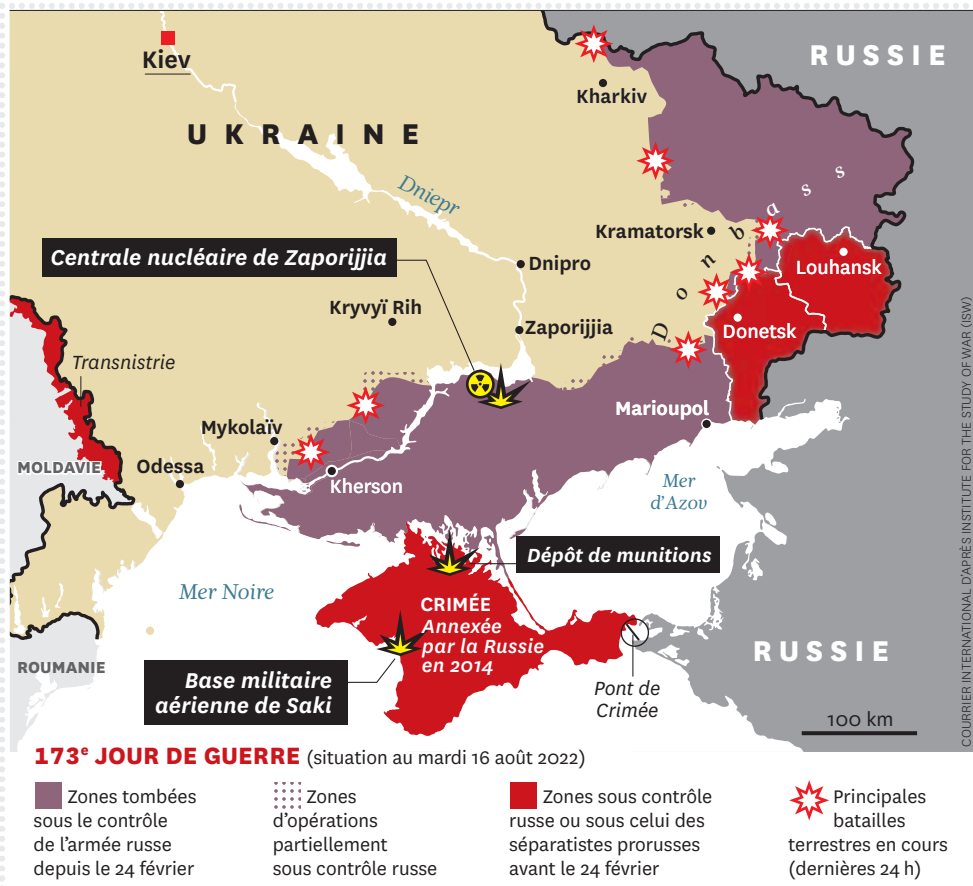 RUSSIE
Kiev
Kharkiv
UKRAINE
Dniepr
Donbass
Kramatorsk
Centrale nucléaire de Zaporijjia
Dnipro
Louhansk
Kryvyï Rih
Zaporijjia
Donetsk
Transnistrie
Marioupol
Mykolaïv
MOLDAVIE
Odessa
Kherson
Mer
d'Azov
Dépôt de munitions
Mer Noire
CRIMÉE
Annexée
par la Russie
en 2014
RUSSIE
ROUMANIE
Base militaire
aérienne de Saki
Pont de
Crimée
100 km
COURRIER INTERNATIONAL D'APRÈS INSTITUTE FOR THE STUDY OF WAR (ISW)
173e JOUR DE GUERRE (situation au mardi 16 août 2022)
Zones tombées
sous le contrôle
de l'armée russe
depuis le 24 février
Zones
d'opérations
partiellement
sous contrôle russe
Zones sous contrôle
russe ou sous celui des
séparatistes prorusses
avant le 24 février
Principales
batailles
terrestres en cours
(dernières 24 h)